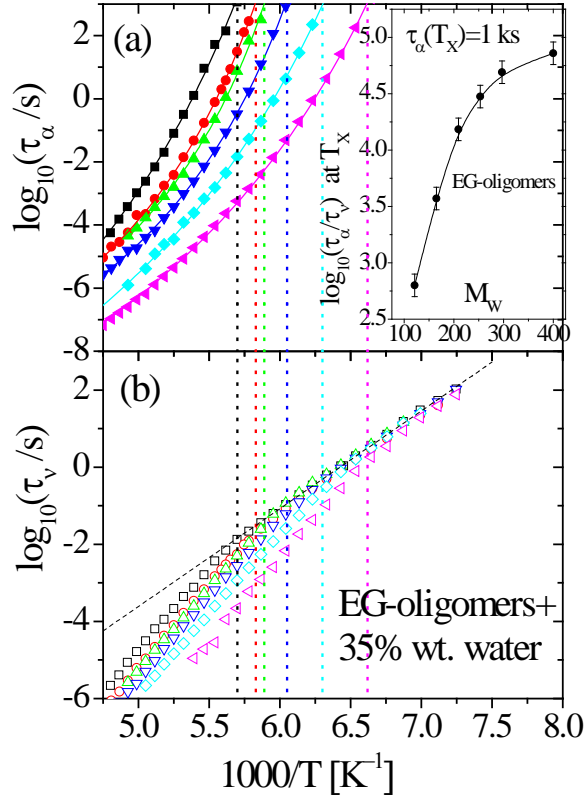 (a)
log10(τα/s)
2
0
-2
-4
-6
-8
τα(TX)=1 ks
log10(τα/τν) at TX
5.0
4.5
4.0
3.5
3.0
2.5
EG-oligomers
MW
100 200 300 400
(b)
log10(τν/s)
2
0
-2
-4
-6
EG-oligomers+
35% wt. water
5.0 5.5 6.0 6.5 7.0 7.5 8.0
1000/T [K-1]